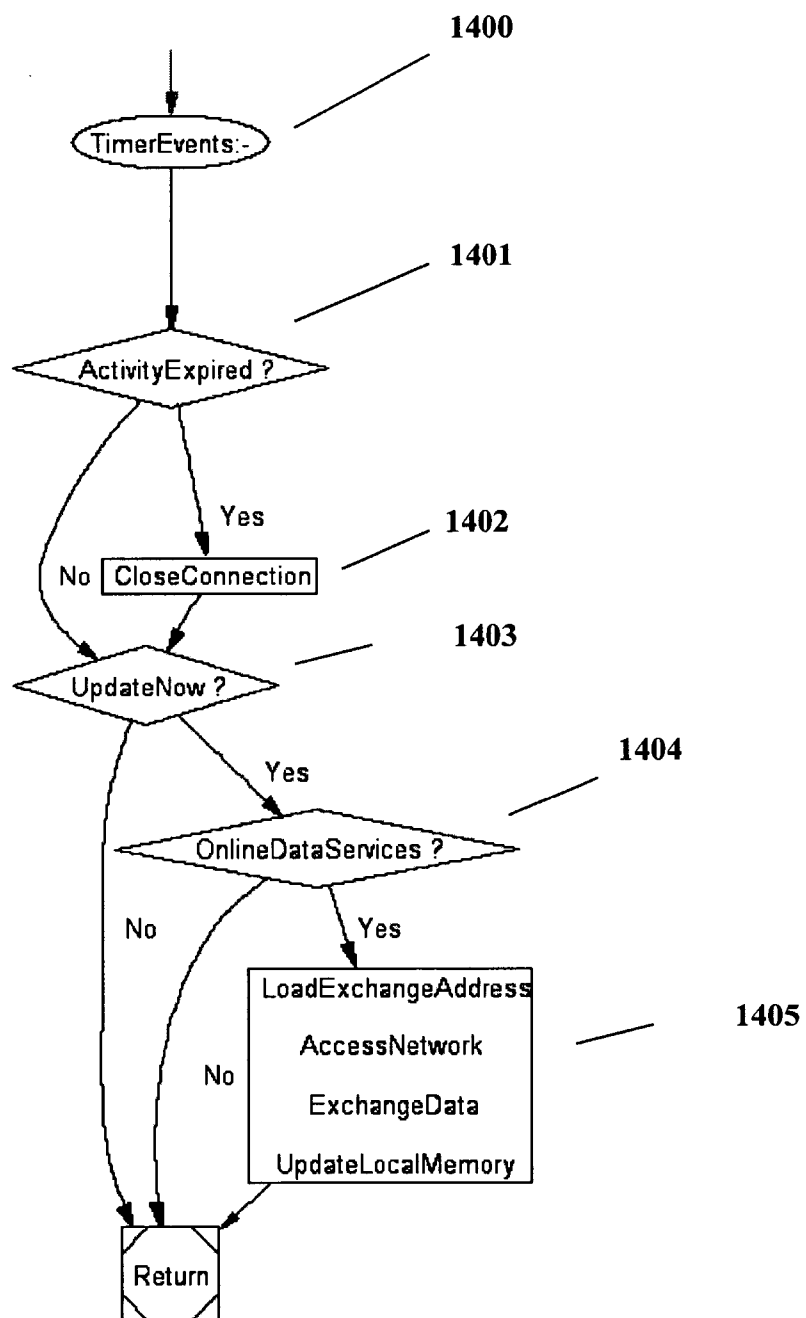 1400
TimerEvents:-
1401
ActivityExpired ?
Yes
1402
No
CloseConnection
1403
UpdateNow ?
1404
Yes
OnlineDataServices ?
No
Yes
LoadExchangeAddress
1405
AccessNetwork
No
ExchangeData
UpdateLocalMemory
Return